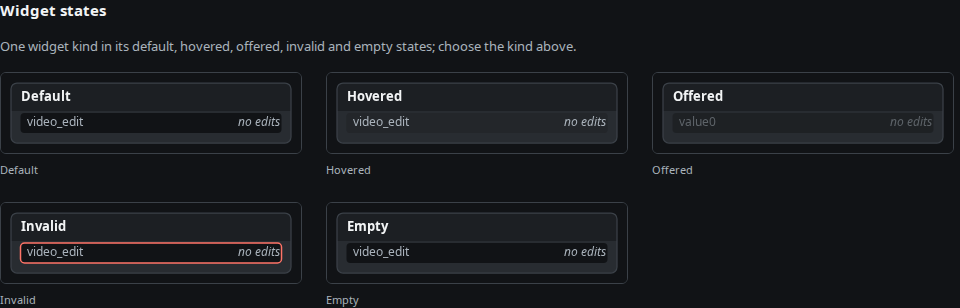 Widget states
One widget kind in its default, hovered, offered, invalid and empty states; choose the kind above.
Default
video_edit no edits
Hovered
video_edit no edits
Offered
value0 no edits
Default
Hovered
Offered
Invalid
video_edit no edits
Empty
video_edit no edits
Invalid
Empty